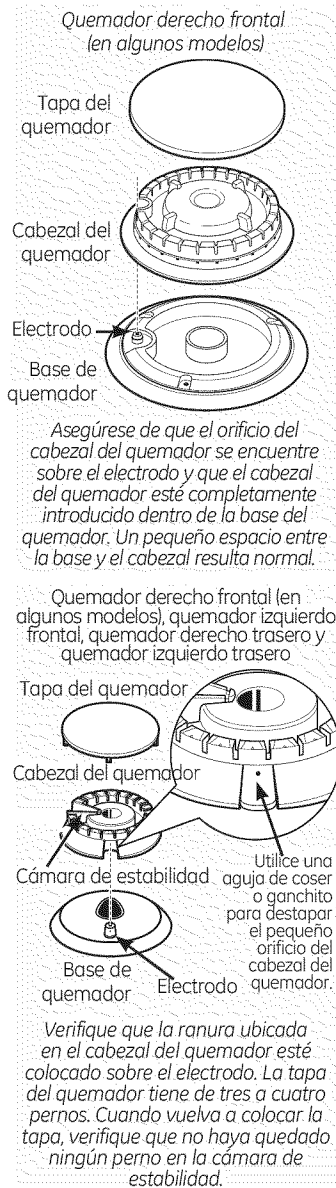 Quemador derecho frontal
(en algunos modelos)
Tapa del
quemador
Cabezal del
quemador
Electrodo
Base de
quemador
Asegúrese de que el orificio del
cabezal del quemador se encuentre
sobre el electrodo y que el cabezal
del quemador esté completamente
introducido dentro de la base del
quemador. Un pequeño espacio entre
la base y el cabezal resulta normal.
Quemador derecho frontal (en
algunos modelos), quemador izquierdo
frontal, quemador derecho trasero y
quemador izquierdo trasero
Tapa del quemador
Cabezal del quemador
Cámara de estabilidad
Utilice una
aguja de coser
o ganchito
para destapar
el pequeño
orificio del
cabezal del
quemador.
Base de
quemador
Electrodo
Verifique que la ranura ubicada
en el cabezal del quemador esté
colocado sobre el electrodo. La tapa
del quemador tiene de tres a cuatro
pernos. Cuando vuelva a colocar la
tapa, verifique que no haya quedado
ningún perno en la cámara de
estabilidad.